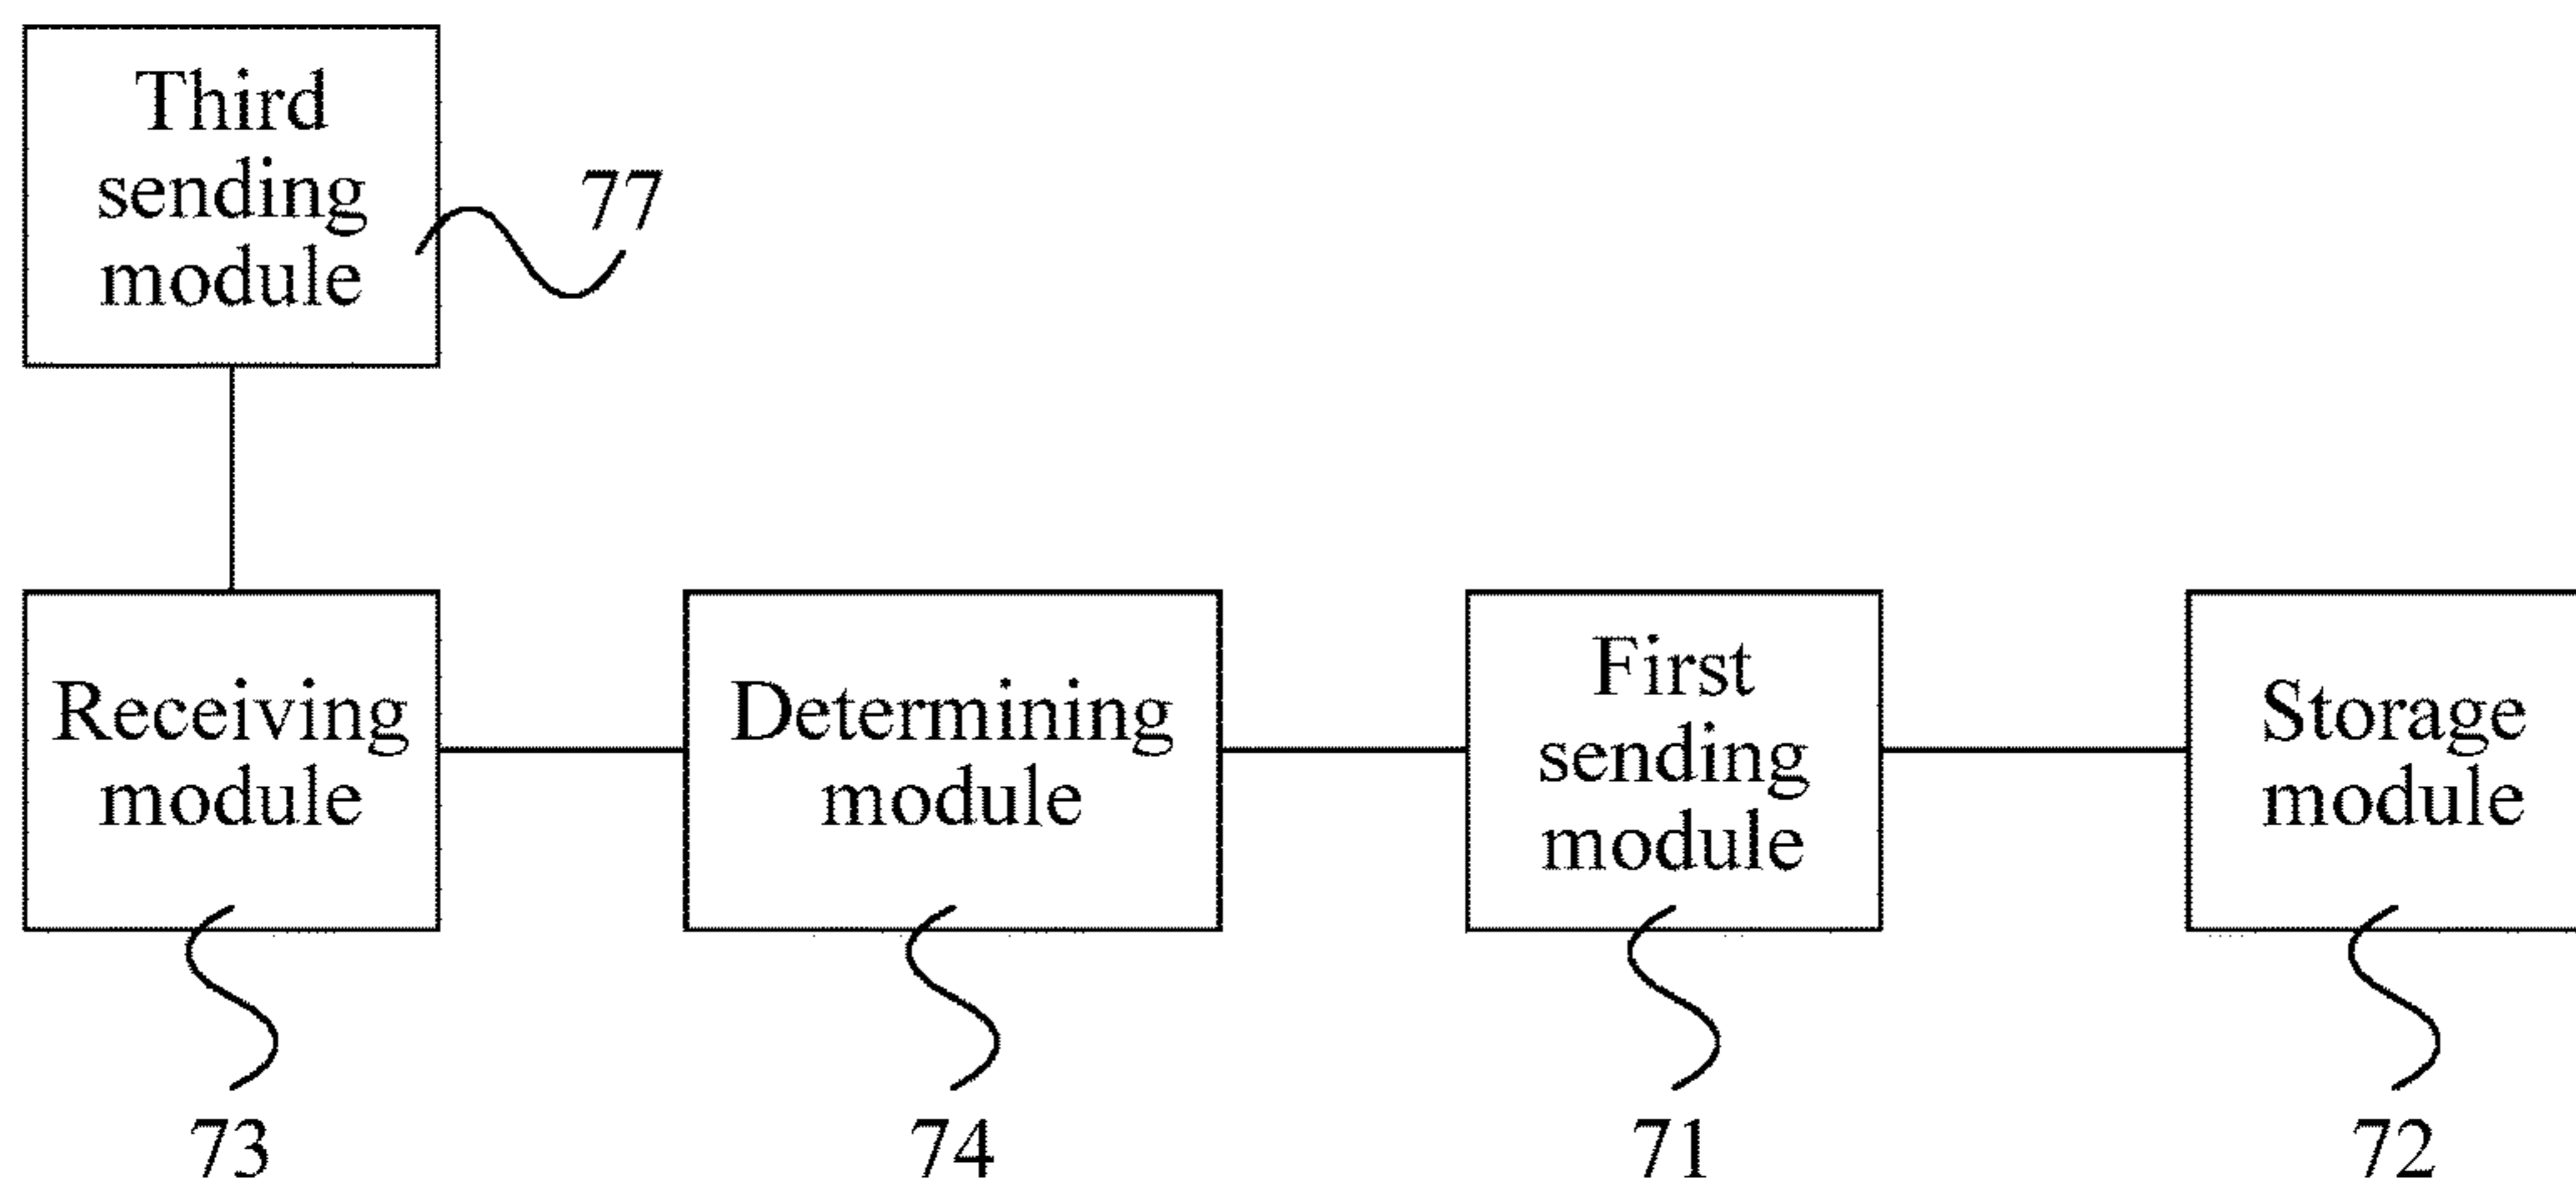 Third
sending
module
77
Receiving
module
Determining
module
First
sending
module
Storage
module
73
74
71
72